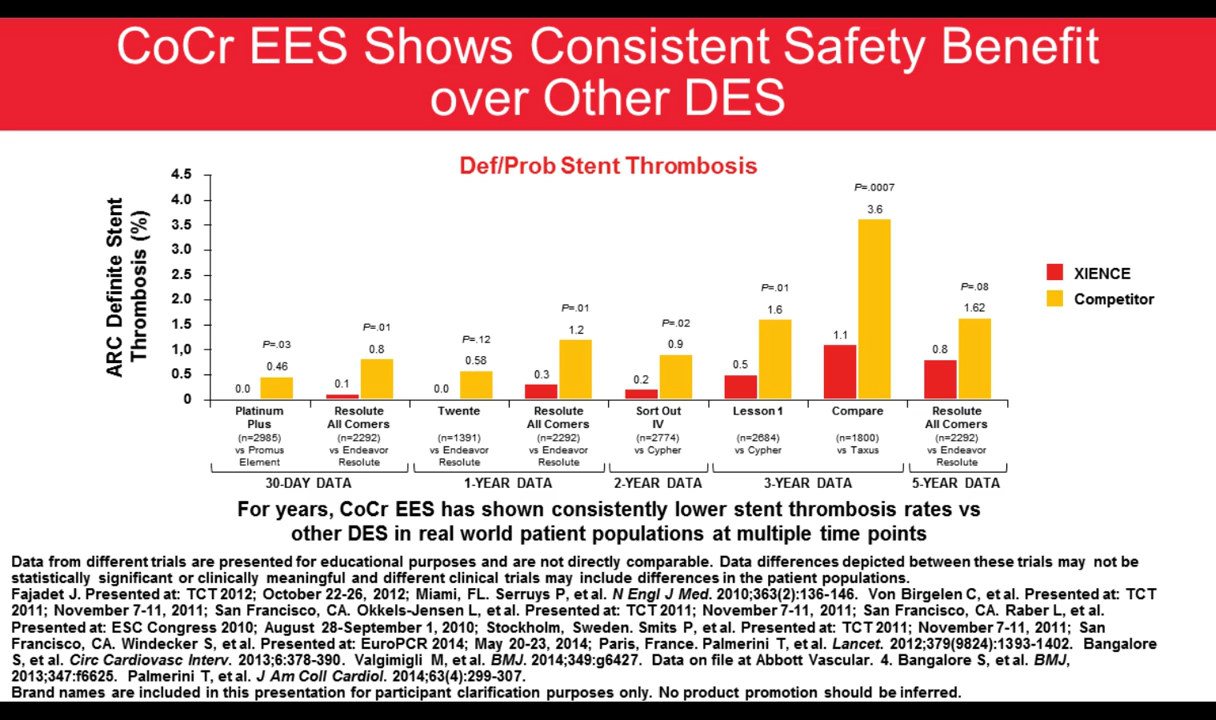 CoCr EES Shows Consistent Safety Benefit
over Other DES
Def/Prob Stent Thrombosis
ARC Definite Stent
Thrombosis (%)
4.5
4.0
3.5
3.0
2.5
2.0
1.5
1,0
0.5
0
P=.03
0.0
0.46
P=.01
0.1
0.8
P=.12
0.0
0.58
P=.01
0.3
1.2
P=.02
0.2
0.9
P=.01
0.5
1.6
P=.0007
1.1
3.6
P=.08
0.8
1.62
XIENCE
Competitor
Platinum
Plus
(n=2985)
vs Promus
Element
Resolute
All Comers
(n=2292)
vs Endeavor
Resolute
Twente
(n=1391)
vs Endeavor
Resolute
Resolute
All Comers
(n=2292)
vs Endeavor
Resolute
Sort Out
IV
(n=2774)
vs Cypher
Lesson 1
(n=2684)
vs Cypher
Compare
(n=1800)
vs Taxus
Resolute
All Comers
(n=2292)
vs Endeavor
Resolute
30-DAY DATA
1-YEAR DATA
2-YEAR DATA
3-YEAR DATA
5-YEAR DATA
For years, CoCr EES has shown consistently lower stent thrombosis rates vs
other DES in real world patient populations at multiple time points
Data from different trials are presented for educational purposes and are not directly comparable. Data differences depicted between these trials may not be
statistically significant or clinically meaningful and different clinical trials may include differences in the patient populations.
Fajadet J. Presented at: TCT 2012; October 22-26, 2012; Miami, FL. Serruys P, et al. N Engl J Med. 2010;363(2):136-146. Von Birgelen C, et al. Presented at: TCT
2011; November 7-11, 2011; San Francisco, CA. Okkels-Jensen L, et al. Presented at: TCT 2011; November 7-11, 2011; San Francisco, CA. Raber L, et al.
Presented at: ESC Congress 2010; August 28-September 1, 2010; Stockholm, Sweden. Smits P, et al. Presented at: TCT 2011; November 7-11, 2011; San
Francisco, CA. Windecker S, et al. Presented at: EuroPCR 2014; May 20-23, 2014; Paris, France. Palmerini T, et al. Lancet. 2012;379(9824):1393-1402. Bangalore
S, et al. Circ Cardiovasc Interv. 2013;6:378-390. Valgimigli M, et al. BMJ. 2014;349:g6427. Data on file at Abbott Vascular. 4. Bangalore S, et al. BMJ,
2013;347:f6625. Palmerini T, et al. J Am Coll Cardiol. 2014;63(4):299-307.
Brand names are included in this presentation for participant clarification purposes only. No product promotion should be inferred.